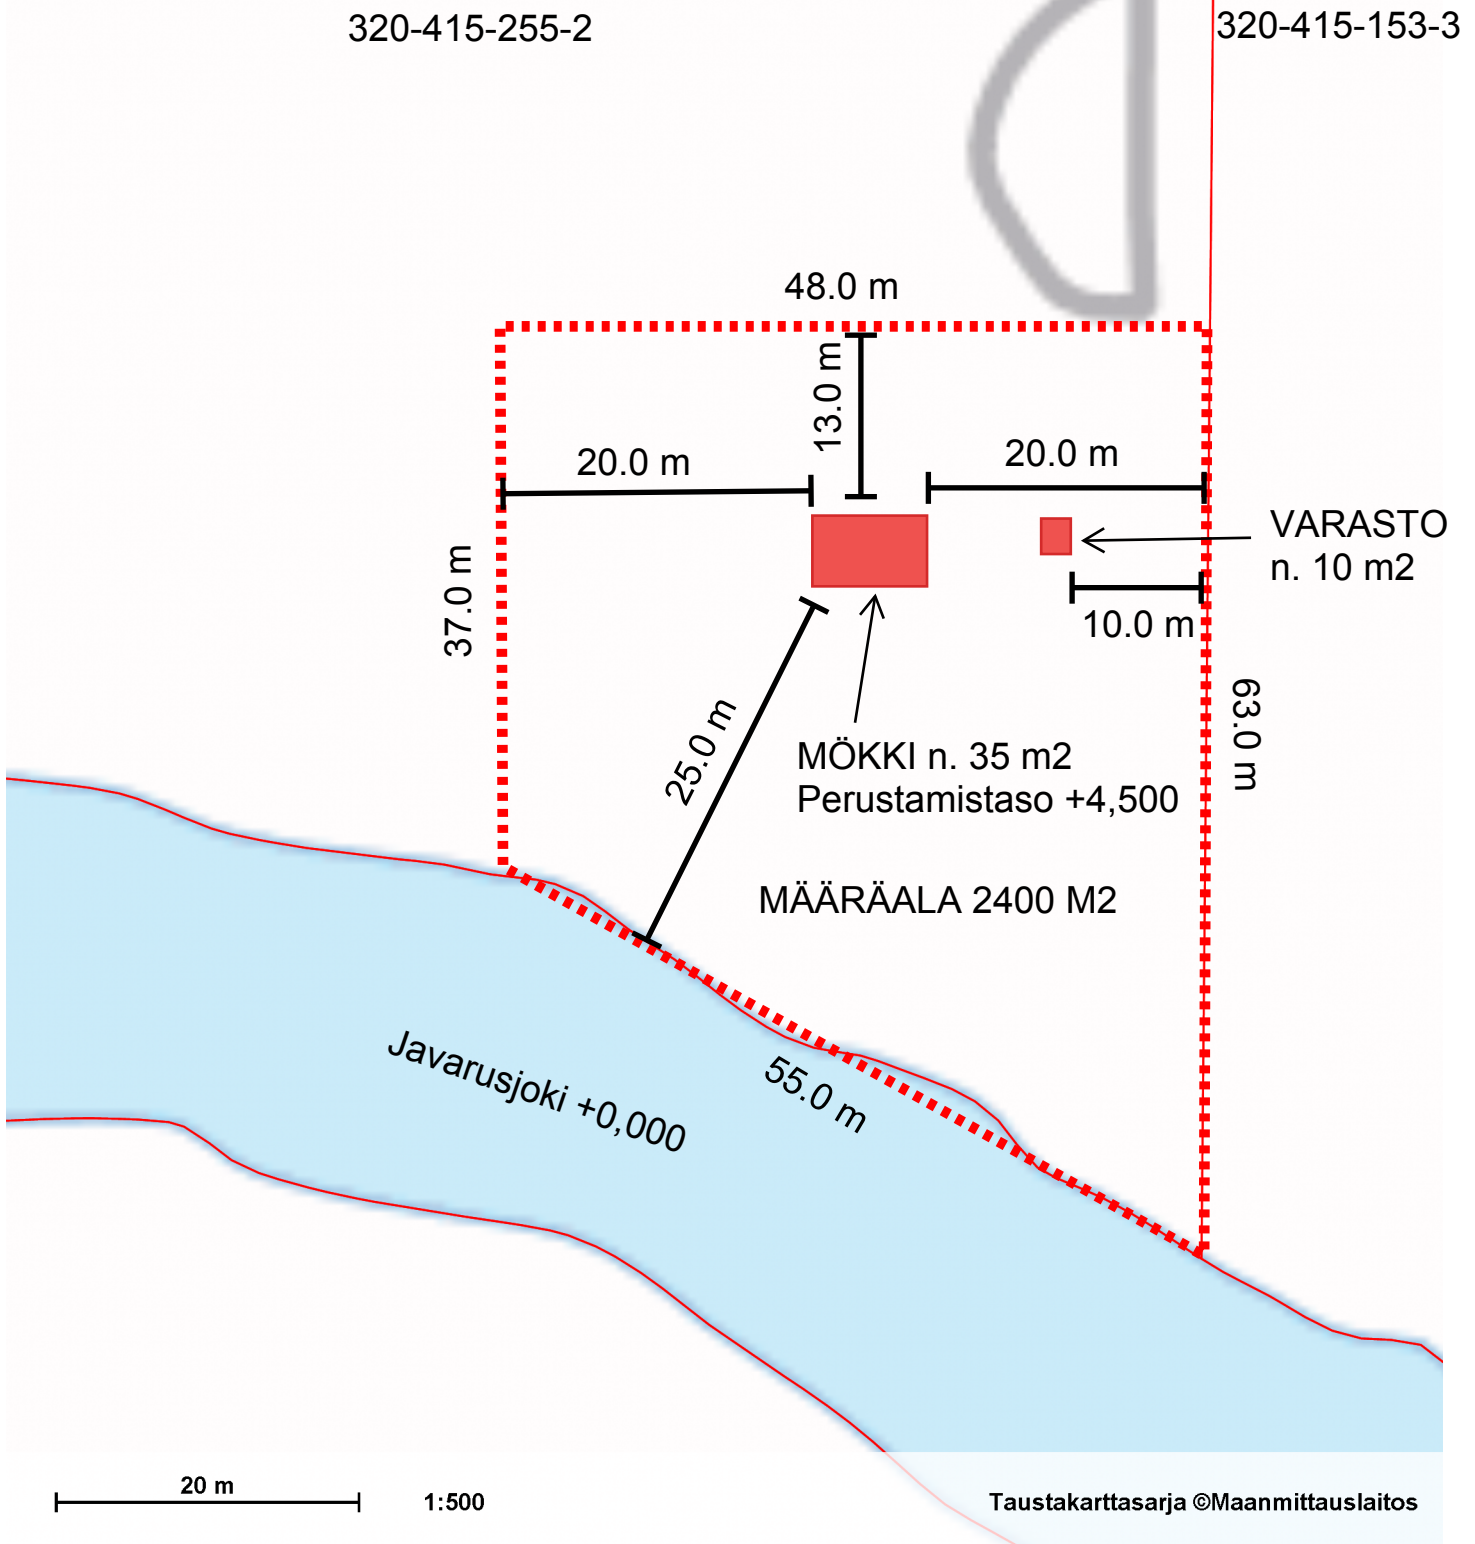 320-415-255-2
320-415-153-3
48.0 m
13.0 m
20.0 m
20.0 m
VARASTO
n. 10 m2
10.0 m
37.0 m
63.0 m
25.0 m
MÖKKI n. 35 m2
Perustamistaso +4,500
MÄÄRÄALA 2400 M2
Javarusjoki +0,000
55.0 m
20 m
1:500
Taustakarttasarja ©Maanmittauslaitos